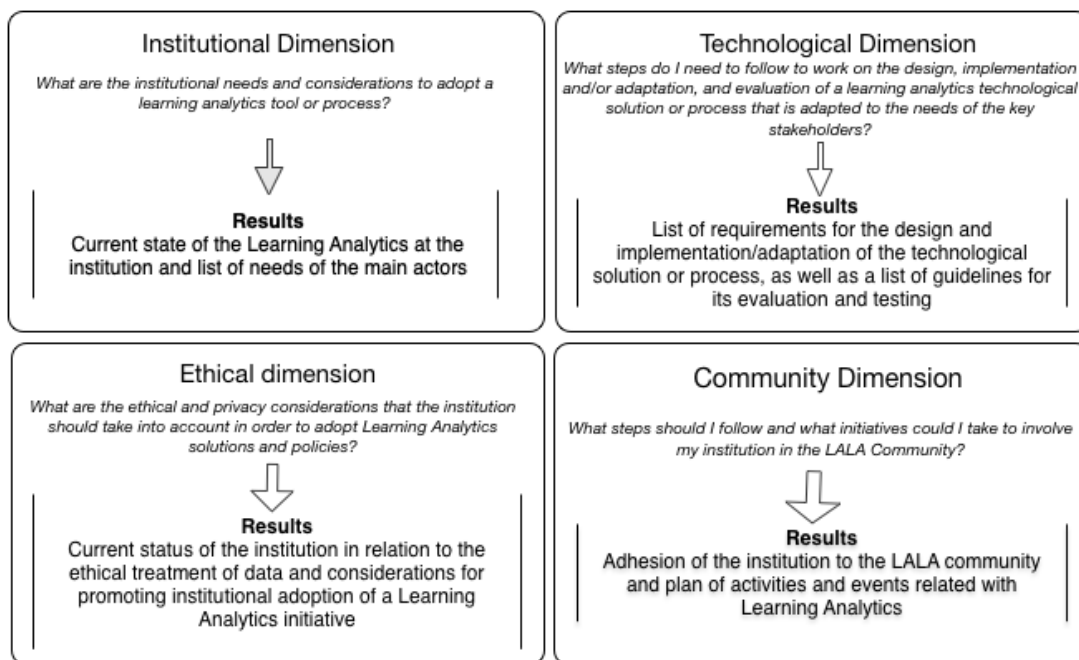 Institutional Dimension
What are the institutional needs and considerations to adopt a
learning analytics tool or process?
Results
Current state of the Learning Analytics at the
institution and list of needs of the main actors
Technological Dimension
What steps do I need to follow to work on the design, implementation
and/or adaptation, and evaluation of a learning analytics technological
solution or process that is adapted to the needs of the key
stakeholders?
Results
List of requirements for the design and
implementation/adaptation of the technological
solution or process, as well as a list of guidelines for
its evaluation and testing
Ethical dimension
What are the ethical and privacy considerations that the institution
should take into account in order to adopt Learning Analytics
solutions and policies?
Results
Current status of the institution in relation to the
ethical treatment of data and considerations for
promoting institutional adoption of a Learning
Analytics initiative
Community Dimension
What steps should I follow and what initiatives could I take to involve
my institution in the LALA Community?
Results
Adhesion of the institution to the LALA community
and plan of activities and events related with
Learning Analytics